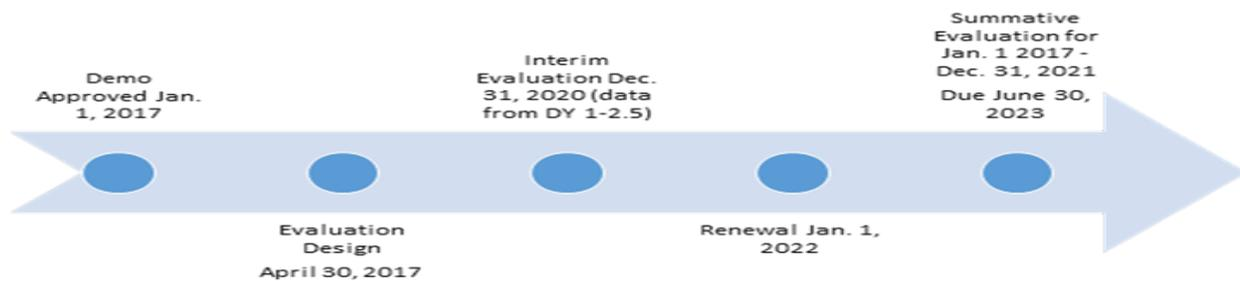 Demo
Approved Jan.
1, 2017
Evaluation
Design
April 30, 2017
Interim
Evaluation Dec.
31, 2020 (data
from DY 1-2.5)
Renewal Jan. 1,
2022
Summative
Evaluation for
Jan. 1 2017 -
Dec. 31, 2021
Due June 30,
2023